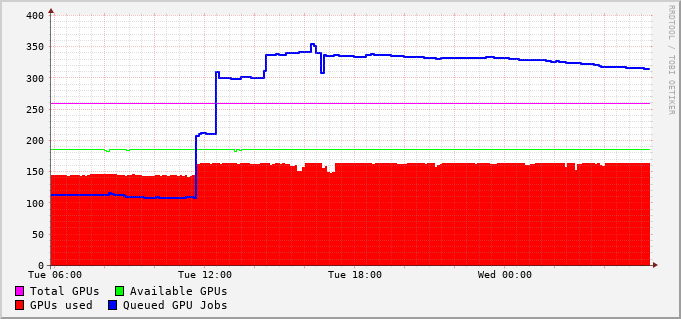 400
350
300
250
200
150
100
50
0
Tue 06:00 Tue 12:00 Tue 18:00 Wed 00:00
Total GPUs Available GPUs
GPUs used Queued GPU Jobs
RRDTOOL / TOBI OETIKER